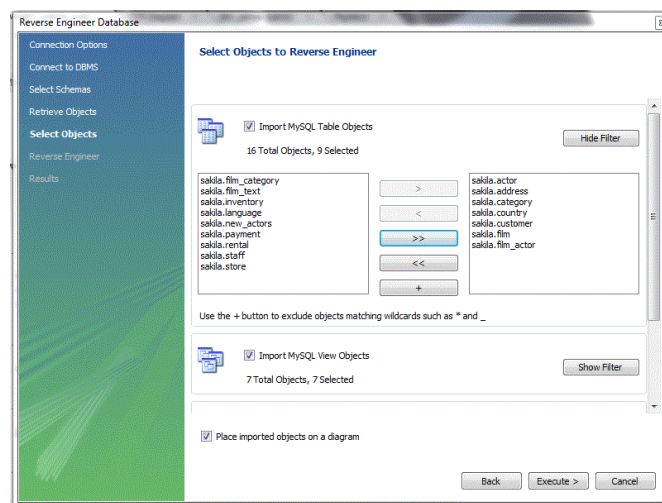 Reverse Engineer Database
Connection Options
Connect to DBMS
Select Schemas
Retrieve Objects
Select Objects
Reverse Engineer
Results
Select Objects to Reverse Engineer
Import MySQL Table Objects
16 Total Objects, 9 Selected
Hide Filter
sakila.film_category
sakila.film_text
sakila.inventory
sakila.language
sakila.new_actors
sakila.payment
sakila.rental
sakila.staff
sakila.store
>
<
>>
<<
+
sakila.actor
sakila.address
sakila.category
sakila.country
sakila.customer
sakila.film
sakila.film_actor
Use the + button to exclude objects matching wildcards such as * and _
Import MySQL View Objects
7 Total Objects, 7 Selected
Show Filter
Place imported objects on a diagram
Back
Execute >
Cancel